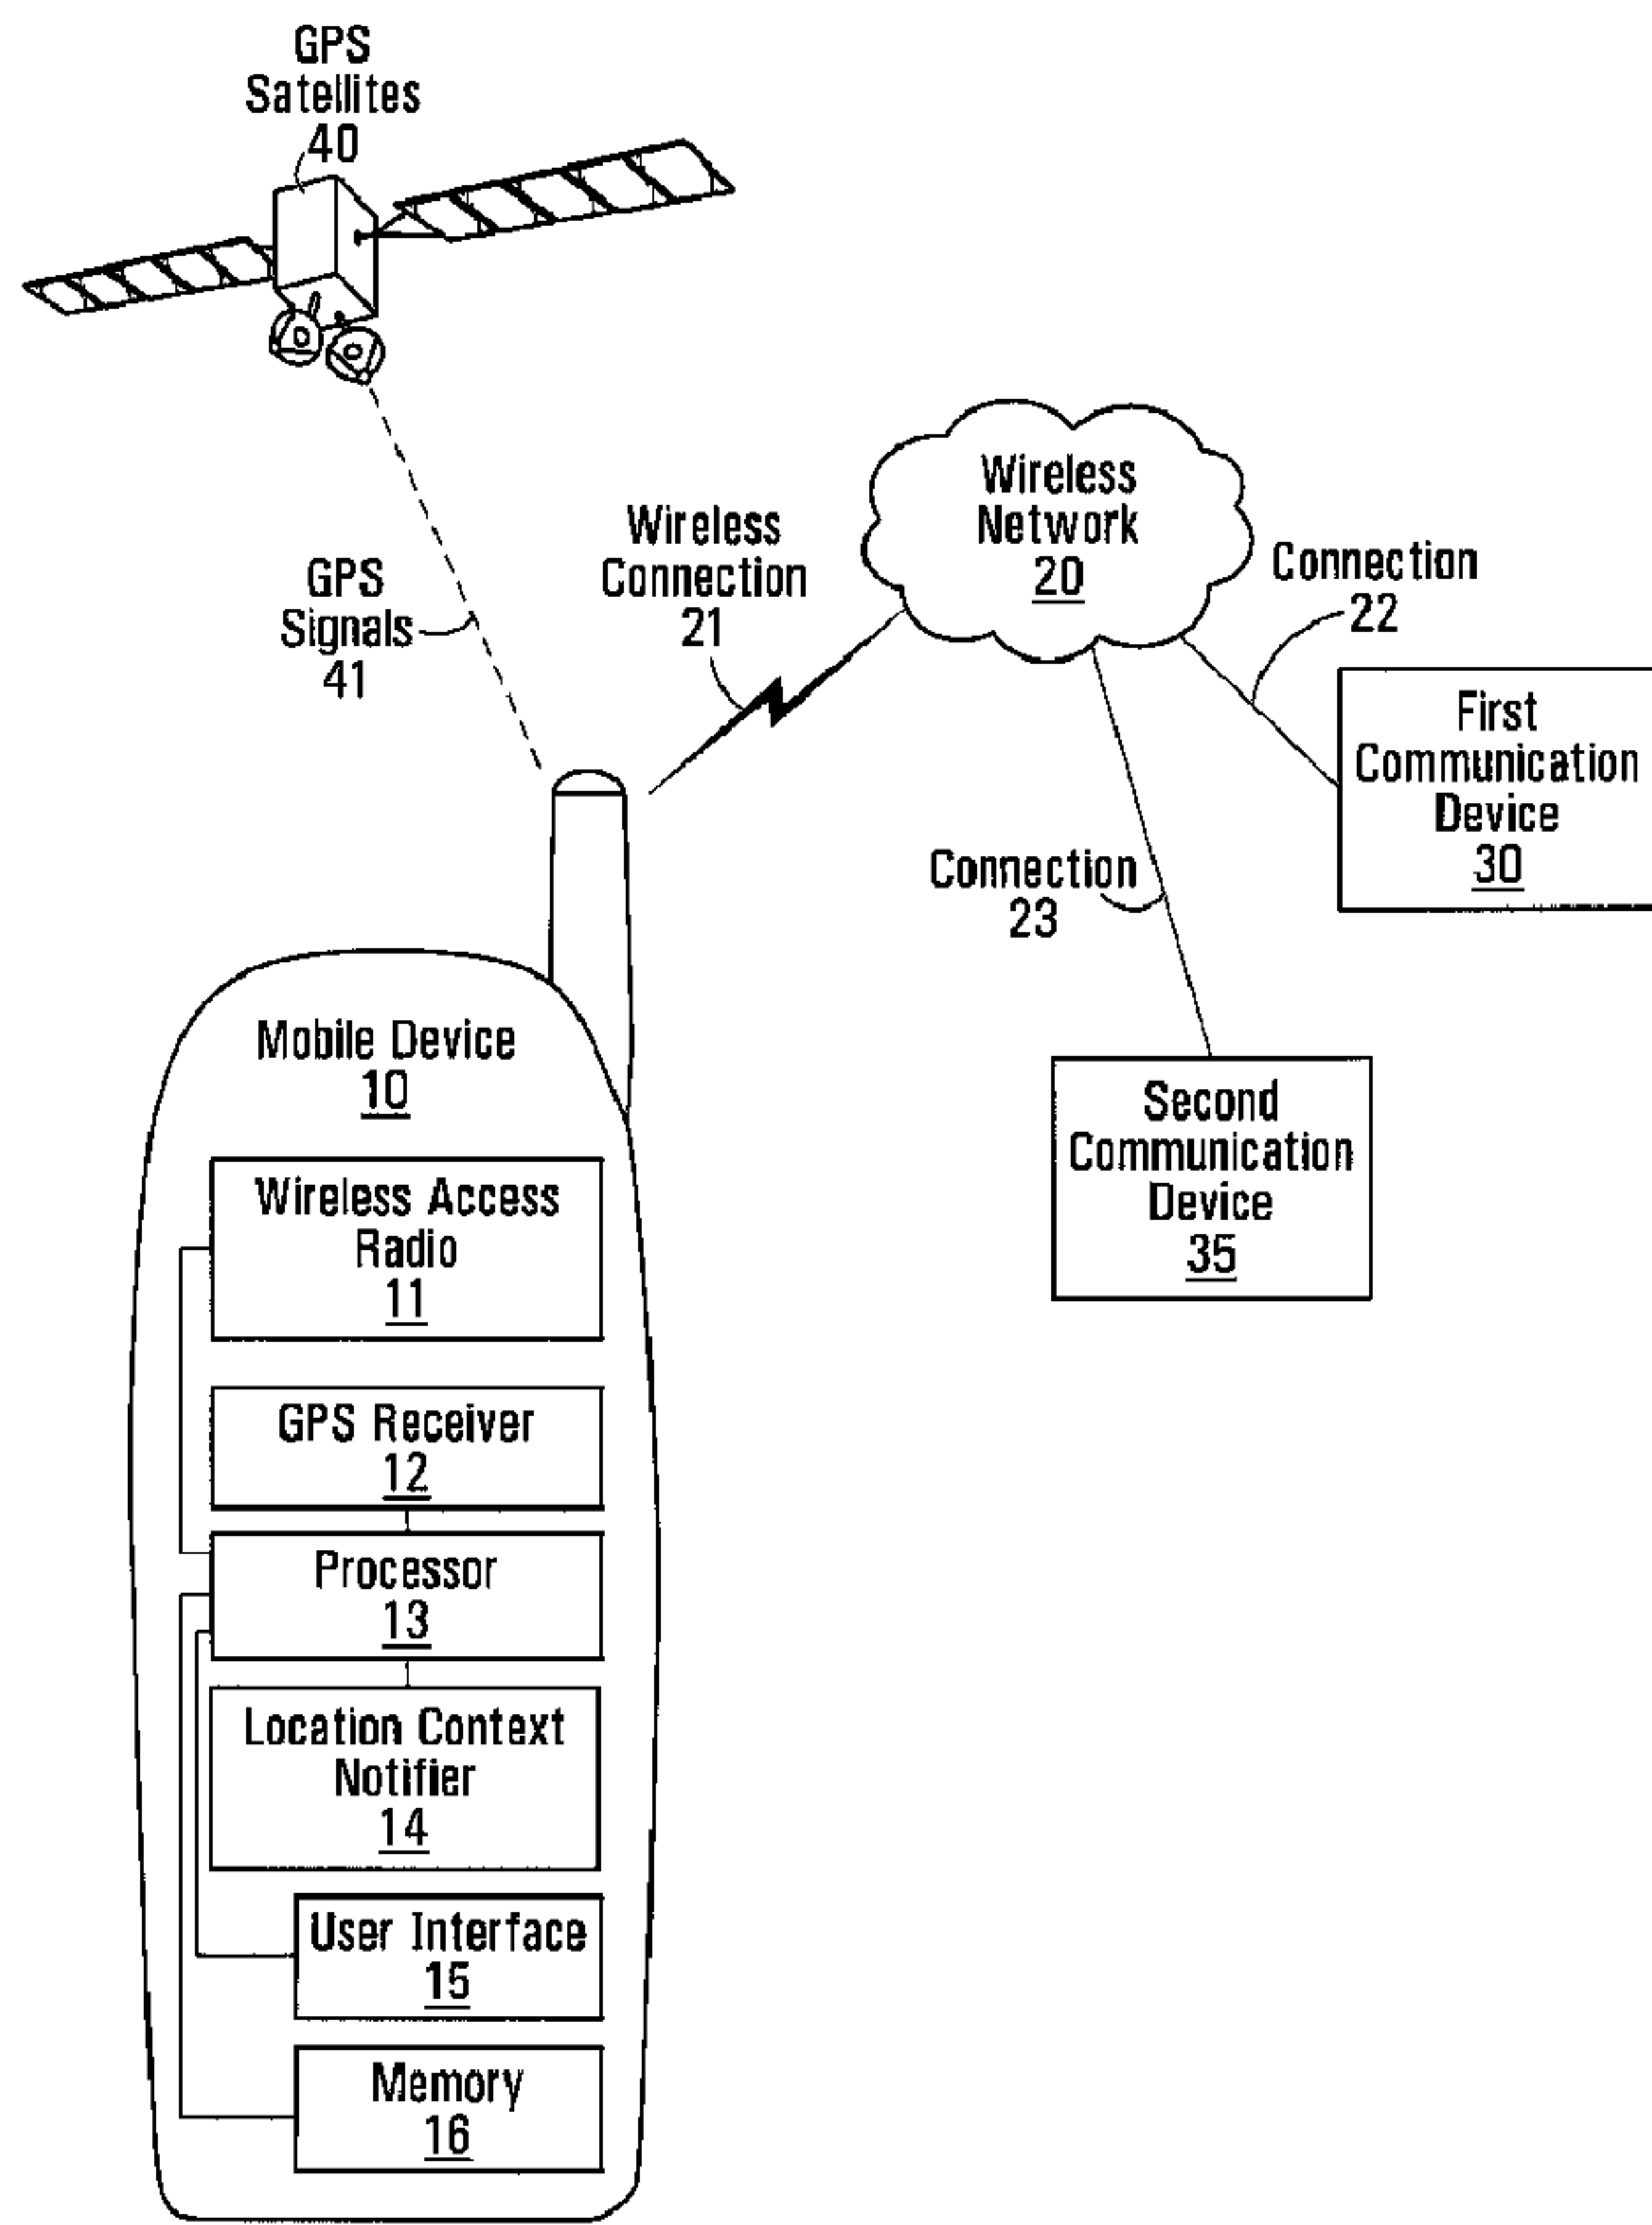 GPS
Satellites
40
GPS
Signals
41
Wireless
Connection
21
Wireless
Network
20
Connection
22
First
Communication
Device
30
Connection
23
Second
Communication
Device
35
Mobile Device
10
Wireless Access
Radio
11
GPS Receiver
12
Processor
13
Location Context
Notifier
14
User Interface
15
Memory
16